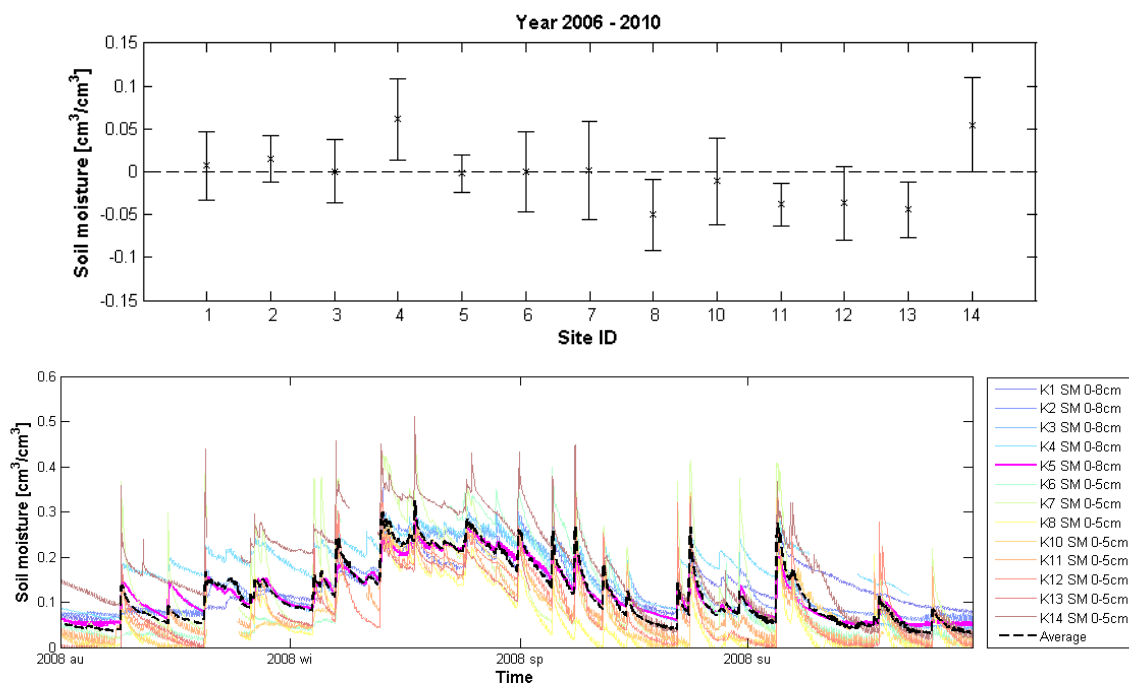 Year 2006 - 2010
0.15
0.1
0.05
0
-0.05
-0.1
-0.15
Soil moisture [cm³/cm³]
1 2 3 4 5 6 7 8 10 11 12 13 14
Site ID
0.6
0.5
0.4
0.3
0.2
0.1
0
Soil moisture [cm³/cm³]
2008 au 2008 wi 2008 sp 2008 su
Time
K1 SM 0-8cm
K2 SM 0-8cm
K3 SM 0-8cm
K4 SM 0-8cm
K5 SM 0-8cm
K6 SM 0-5cm
K7 SM 0-5cm
K8 SM 0-5cm
K10 SM 0-5cm
K11 SM 0-5cm
K12 SM 0-5cm
K13 SM 0-5cm
K14 SM 0-5cm
Average